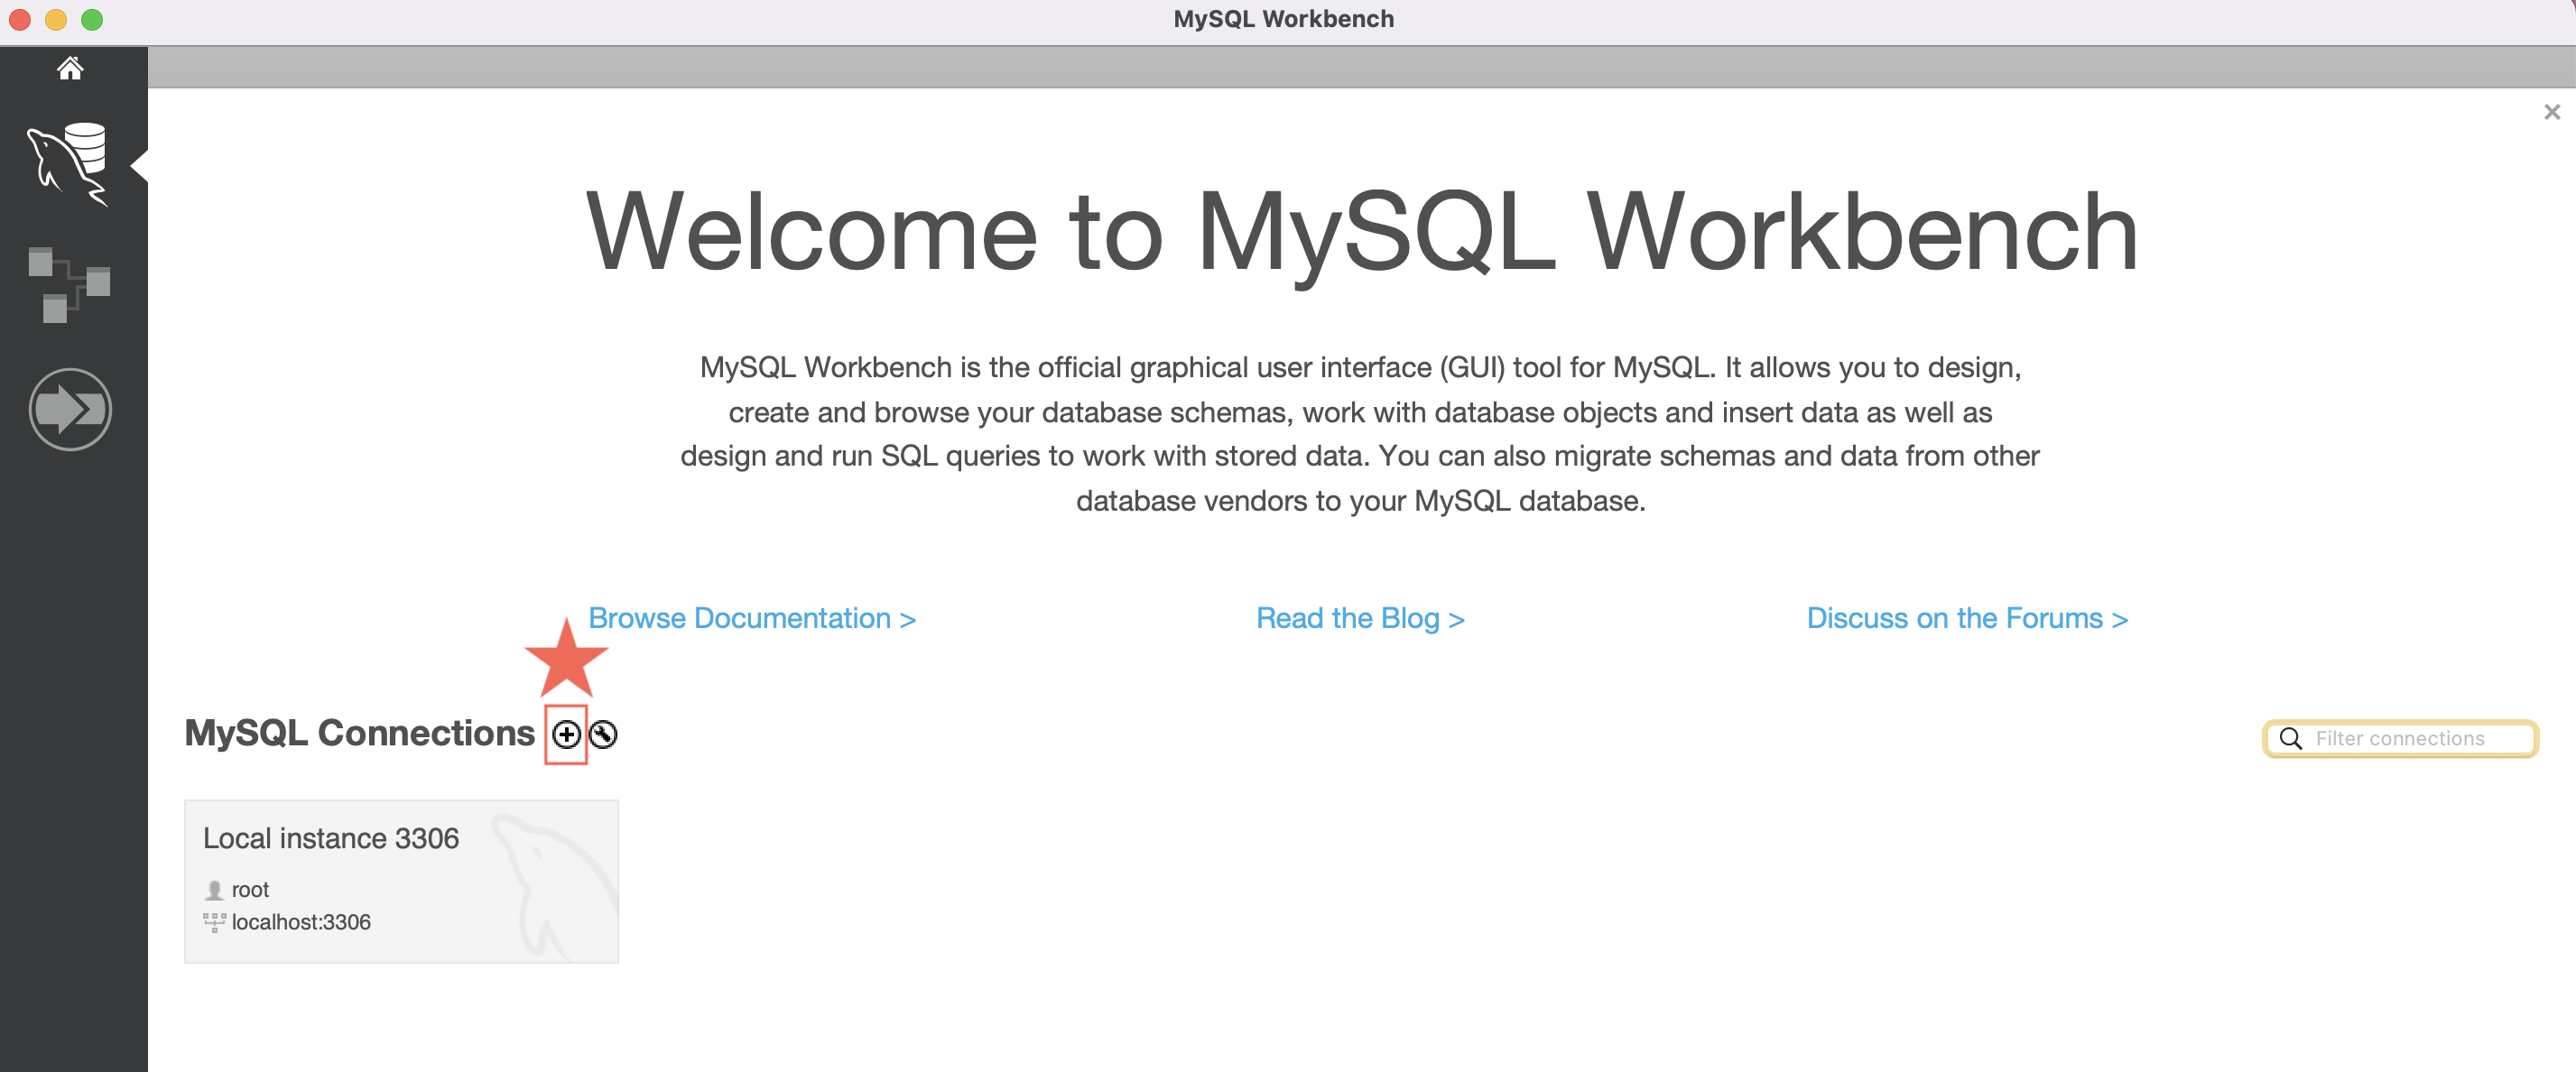 MySQL Workbench
Welcome to MySQL Workbench
MySQL Workbench is the official graphical user interface (GUI) tool for MySQL. It allows you to design,
create and browse your database schemas, work with database objects and insert data as well as
design and run SQL queries to work with stored data. You can also migrate schemas and data from other
database vendors to your MySQL database.
Browse Documentation >
Read the Blog >
Discuss on the Forums >
MySQL Connections
Filter connections
Local instance 3306
root
localhost:3306